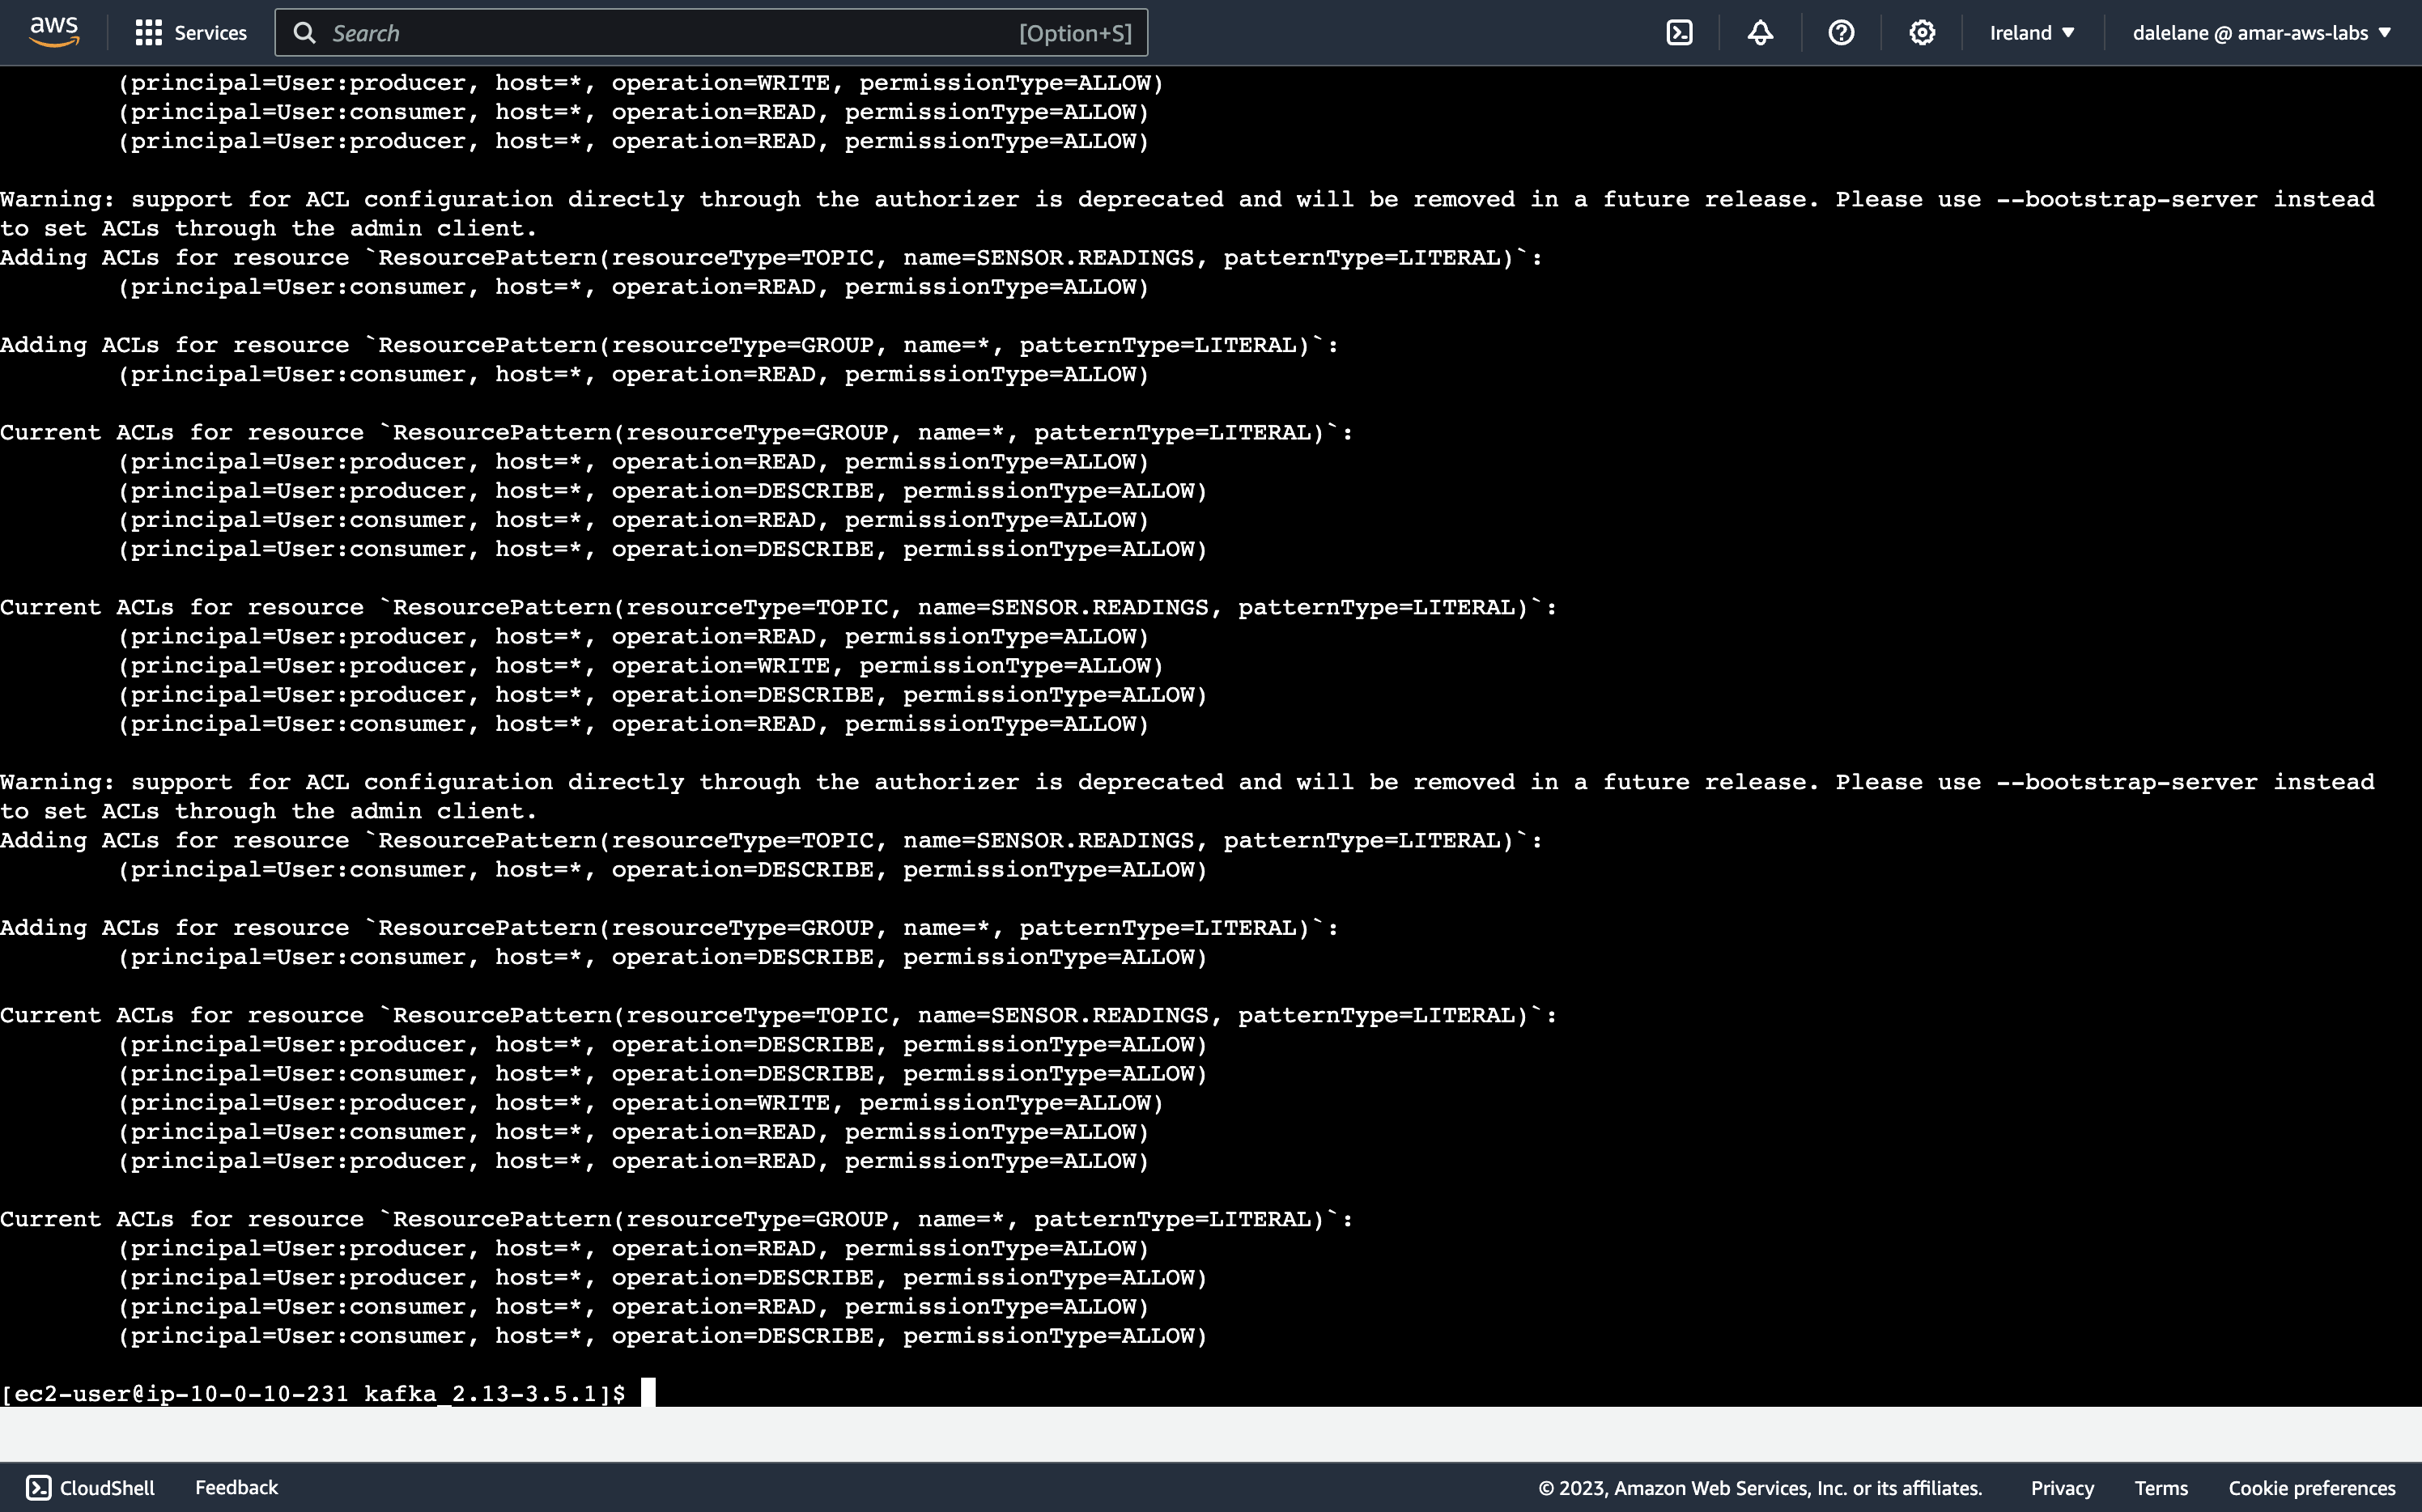 aws Services Search [Option+S] Ireland ▼ dalelane @ amar-aws-labs ▼
(principal=User:producer, host=*, operation=WRITE, permissionType=ALLOW)
(principal=User:consumer, host=*, operation=READ, permissionType=ALLOW)
(principal=User:producer, host=*, operation=READ, permissionType=ALLOW)
Warning: support for ACL configuration directly through the authorizer is deprecated and will be removed in a future release. Please use --bootstrap-server instead
to set ACLs through the admin client.
Adding ACLs for resource `ResourcePattern(resourceType=TOPIC, name=SENSOR.READINGS, patternType=LITERAL)`:
(principal=User:consumer, host=*, operation=READ, permissionType=ALLOW)
Adding ACLs for resource `ResourcePattern(resourceType=GROUP, name=*, patternType=LITERAL)`:
(principal=User:consumer, host=*, operation=READ, permissionType=ALLOW)
Current ACLs for resource `ResourcePattern(resourceType=GROUP, name=*, patternType=LITERAL)`:
(principal=User:producer, host=*, operation=READ, permissionType=ALLOW)
(principal=User:producer, host=*, operation=DESCRIBE, permissionType=ALLOW)
(principal=User:consumer, host=*, operation=READ, permissionType=ALLOW)
(principal=User:consumer, host=*, operation=DESCRIBE, permissionType=ALLOW)
Current ACLs for resource `ResourcePattern(resourceType=TOPIC, name=SENSOR.READINGS, patternType=LITERAL)`:
(principal=User:producer, host=*, operation=READ, permissionType=ALLOW)
(principal=User:producer, host=*, operation=WRITE, permissionType=ALLOW)
(principal=User:producer, host=*, operation=DESCRIBE, permissionType=ALLOW)
(principal=User:consumer, host=*, operation=READ, permissionType=ALLOW)
Warning: support for ACL configuration directly through the authorizer is deprecated and will be removed in a future release. Please use --bootstrap-server instead
to set ACLs through the admin client.
Adding ACLs for resource `ResourcePattern(resourceType=TOPIC, name=SENSOR.READINGS, patternType=LITERAL)`:
(principal=User:consumer, host=*, operation=DESCRIBE, permissionType=ALLOW)
Adding ACLs for resource `ResourcePattern(resourceType=GROUP, name=*, patternType=LITERAL)`:
(principal=User:consumer, host=*, operation=DESCRIBE, permissionType=ALLOW)
Current ACLs for resource `ResourcePattern(resourceType=TOPIC, name=SENSOR.READINGS, patternType=LITERAL)`:
(principal=User:producer, host=*, operation=DESCRIBE, permissionType=ALLOW)
(principal=User:consumer, host=*, operation=DESCRIBE, permissionType=ALLOW)
(principal=User:producer, host=*, operation=WRITE, permissionType=ALLOW)
(principal=User:consumer, host=*, operation=READ, permissionType=ALLOW)
(principal=User:producer, host=*, operation=READ, permissionType=ALLOW)
Current ACLs for resource `ResourcePattern(resourceType=GROUP, name=*, patternType=LITERAL)`:
(principal=User:producer, host=*, operation=READ, permissionType=ALLOW)
(principal=User:producer, host=*, operation=DESCRIBE, permissionType=ALLOW)
(principal=User:consumer, host=*, operation=READ, permissionType=ALLOW)
(principal=User:consumer, host=*, operation=DESCRIBE, permissionType=ALLOW)
[ec2-user@ip-10-0-10-231 kafka_2.13-3.5.1]$
CloudShell Feedback © 2023, Amazon Web Services, Inc. or its affiliates. Privacy Terms Cookie preferences